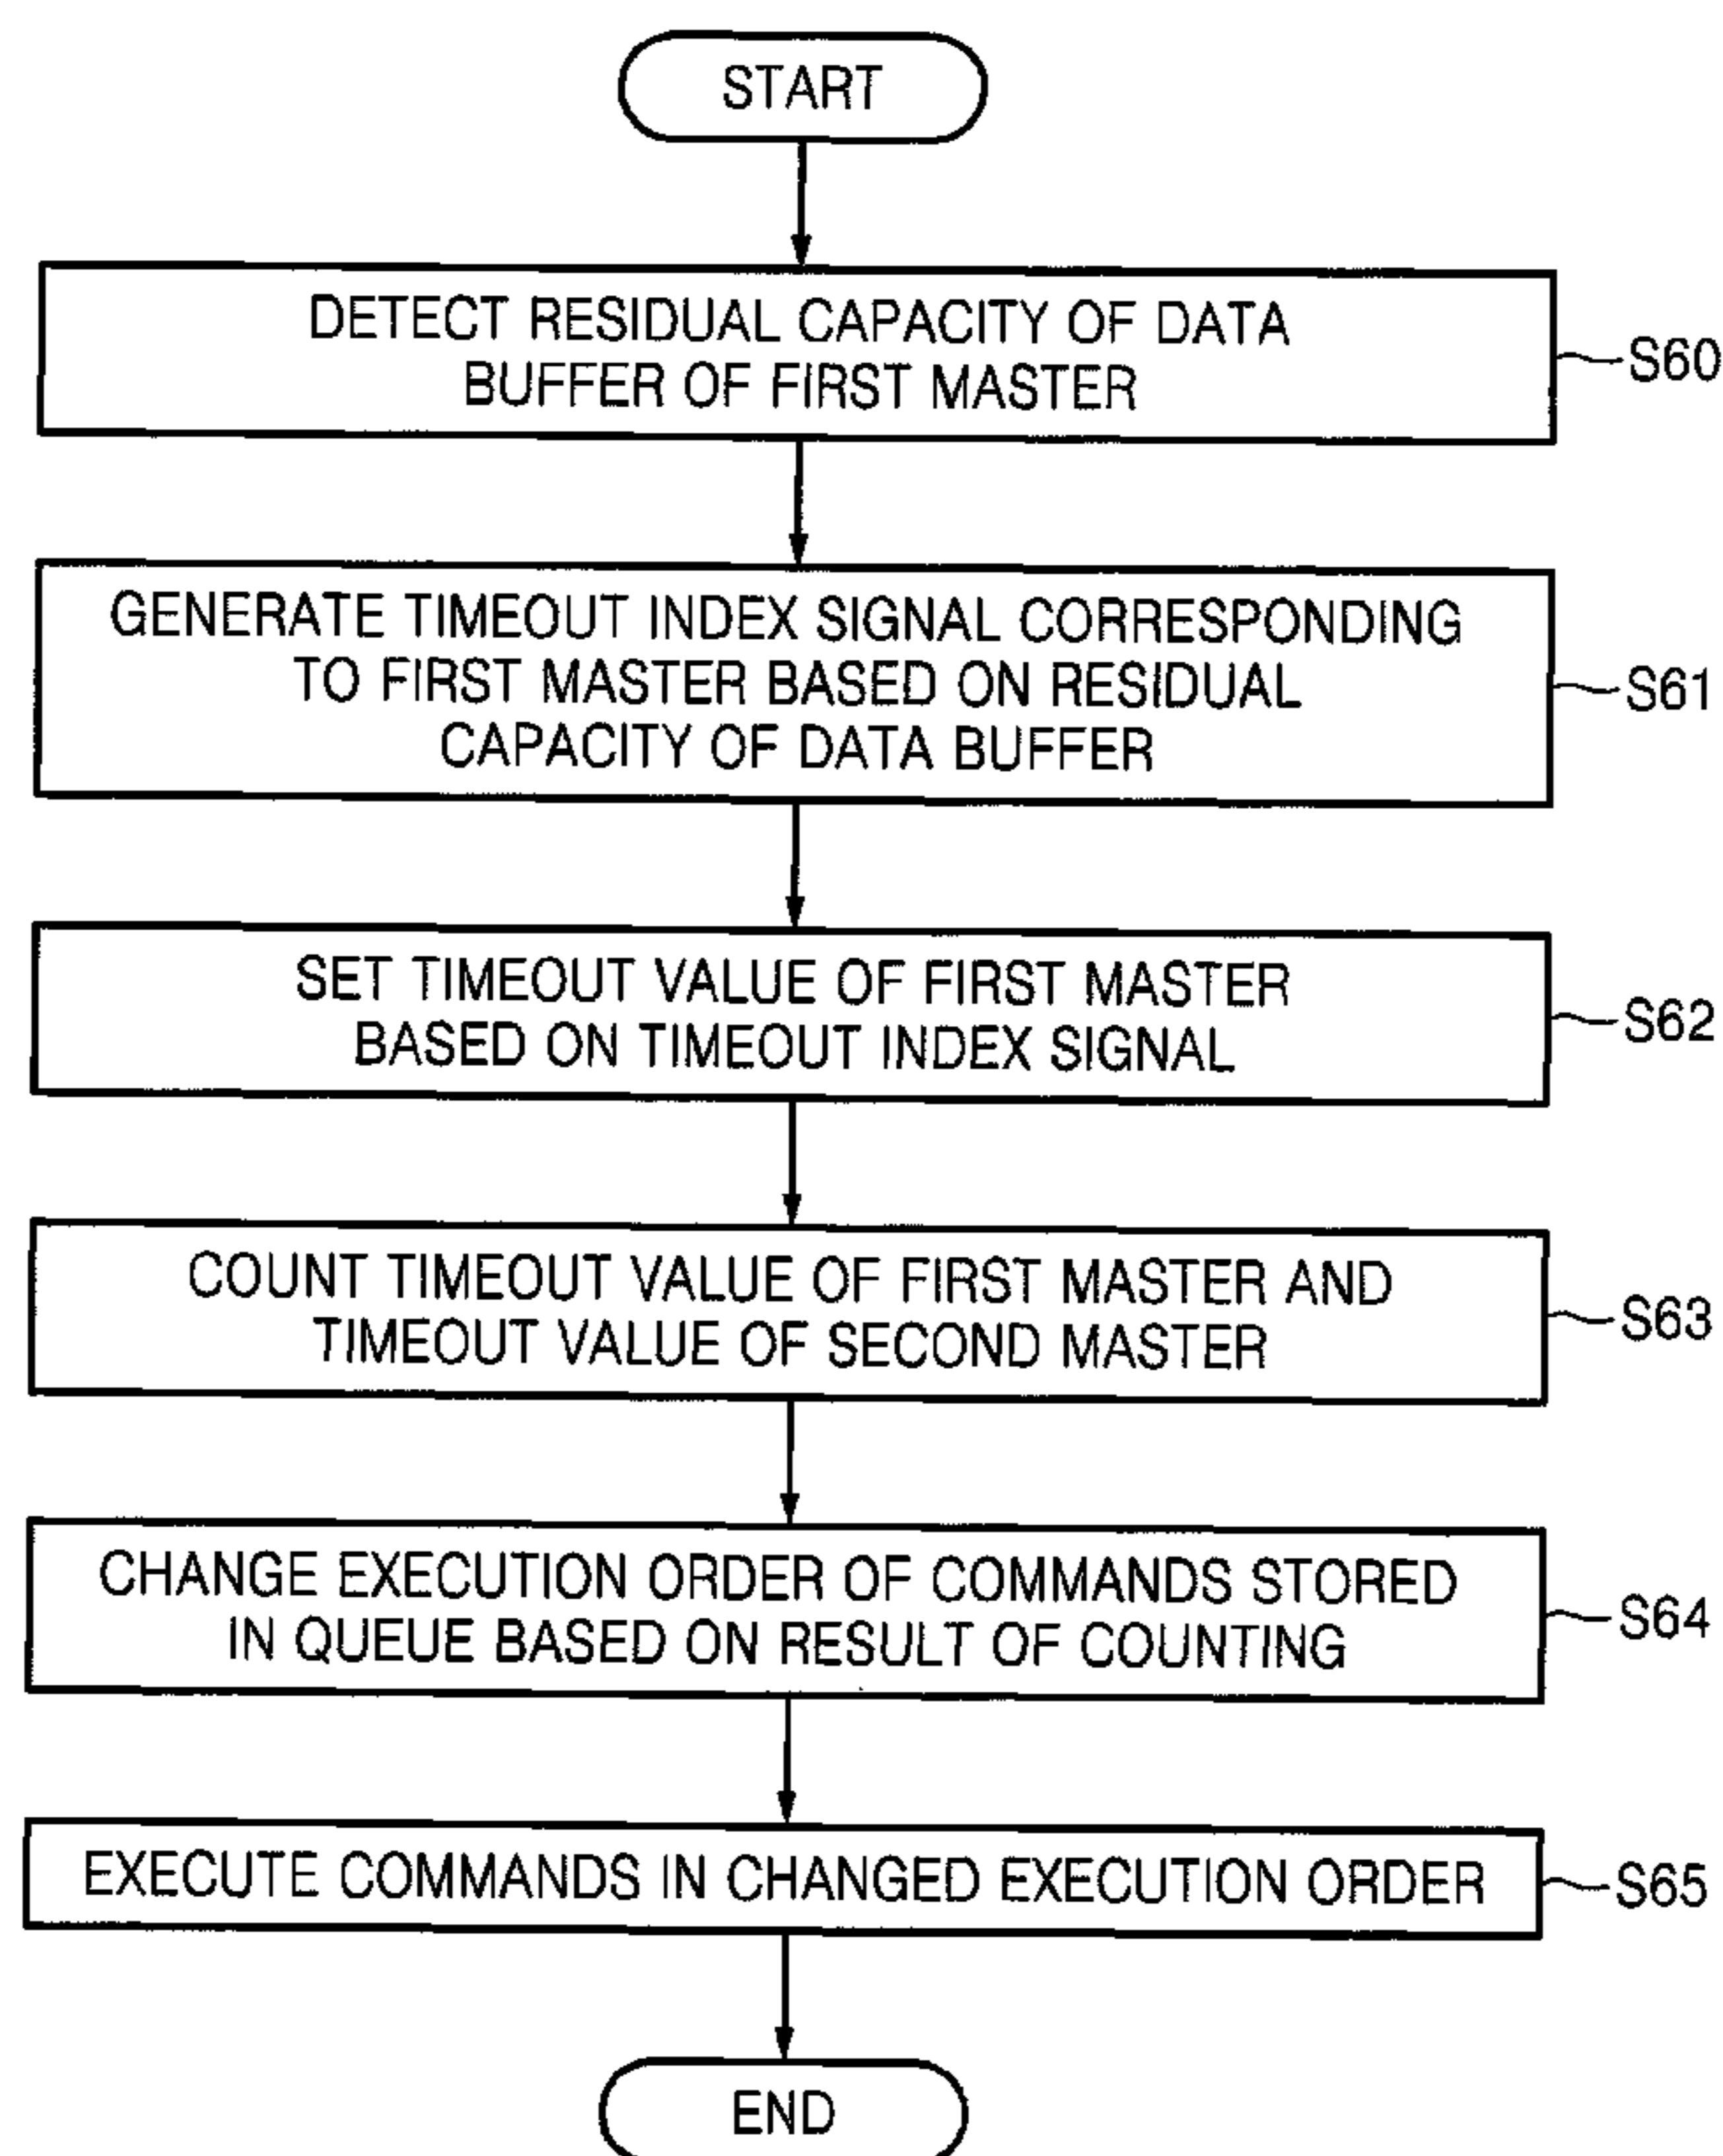 START
DETECT RESIDUAL CAPACITY OF DATA
BUFFER OF FIRST MASTER
S60
GENERATE TIMEOUT INDEX SIGNAL CORRESPONDING
TO FIRST MASTER BASED ON RESIDUAL
CAPACITY OF DATA BUFFER
S61
SET TIMEOUT VALUE OF FIRST MASTER
BASED ON TIMEOUT INDEX SIGNAL
S62
COUNT TIMEOUT VALUE OF FIRST MASTER AND
TIMEOUT VALUE OF SECOND MASTER
S63
CHANGE EXECUTION ORDER OF COMMANDS STORED
IN QUEUE BASED ON RESULT OF COUNTING
S64
EXECUTE COMMANDS IN CHANGED EXECUTION ORDER
S65
END